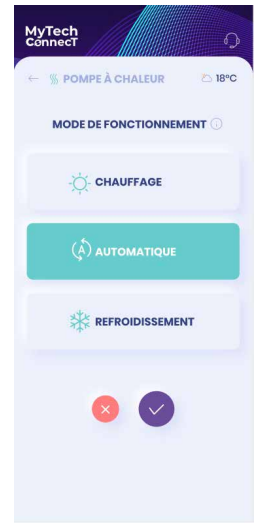 MyTech
ConnecT
POMPE À CHALEUR 18°C
MODE DE FONCTIONNEMENT
CHAUFFAGE
A AUTOMATIQUE
REFROIDISSEMENT